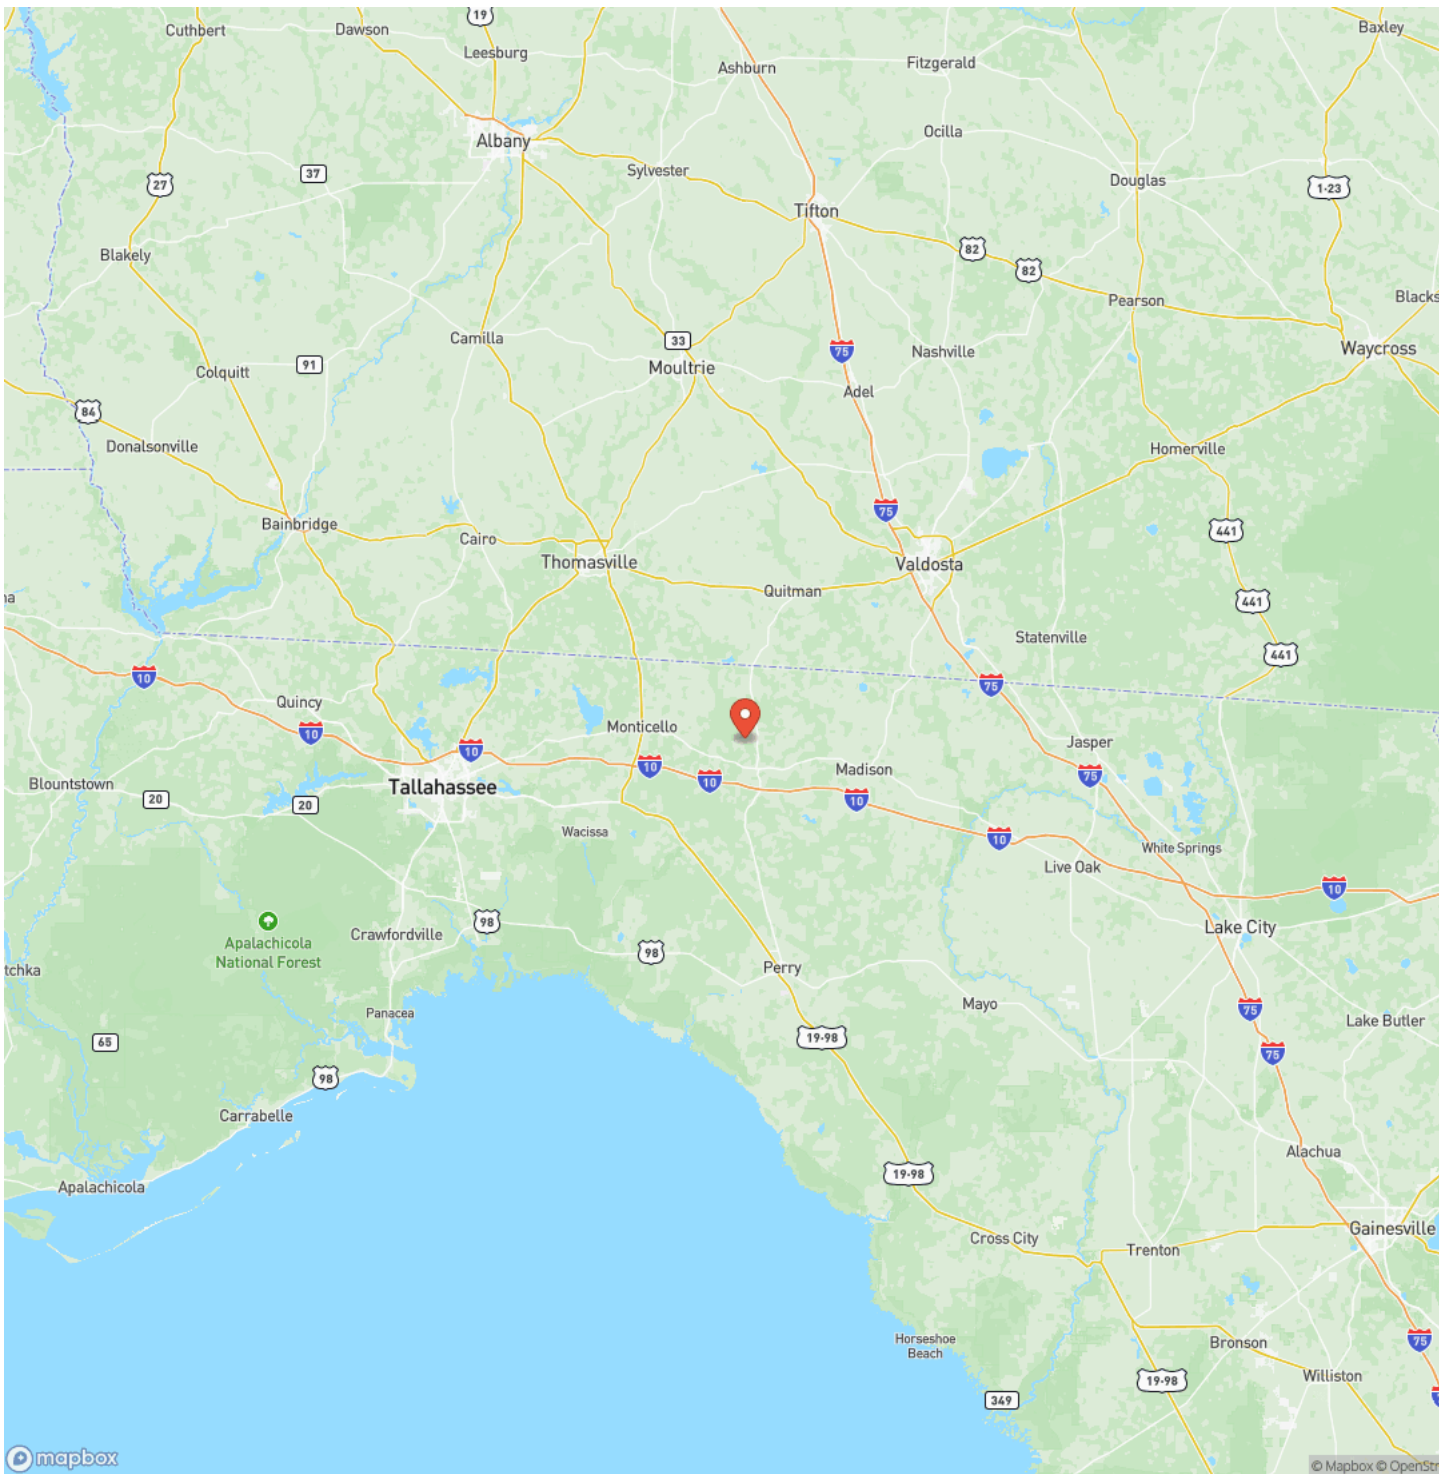 19
Cuthbert
Dawson
Baxley
Leesburg
Ashburn
Fitzgerald
Albany
Ocilla
37
Sylvester
27
Douglas
1-23
Tifton
Blakely
82
82
Pearson
Blacks
Camilla
33
Waycross
75
Nashville
91
Moultrie
Colquitt
Adel
84
Donalsonville
Homerville
75
Bainbridge
441
Cairo
Thomasville
Valdosta
Quitman
na
441
Statenville
441
10
75
Quincy
Monticello
10
10
Jasper
10
Madison
75
10
Blountstown
Tallahassee
20
20
10
Wacissa
10
White Springs
Live Oak
10
98
Lake City
Crawfordville
Apalachicola
National Forest
98
tchka
Perry
Mayo
Panacea
75
Lake Butler
65
19-98
75
98
Carrabelle
Alachua
19-98
Apalachicola
Gainesville
Cross City
Trenton
Horseshoe
Beach
Bronson
75
Williston
19-98
349
mapbox
© Mapbox © OpenStr